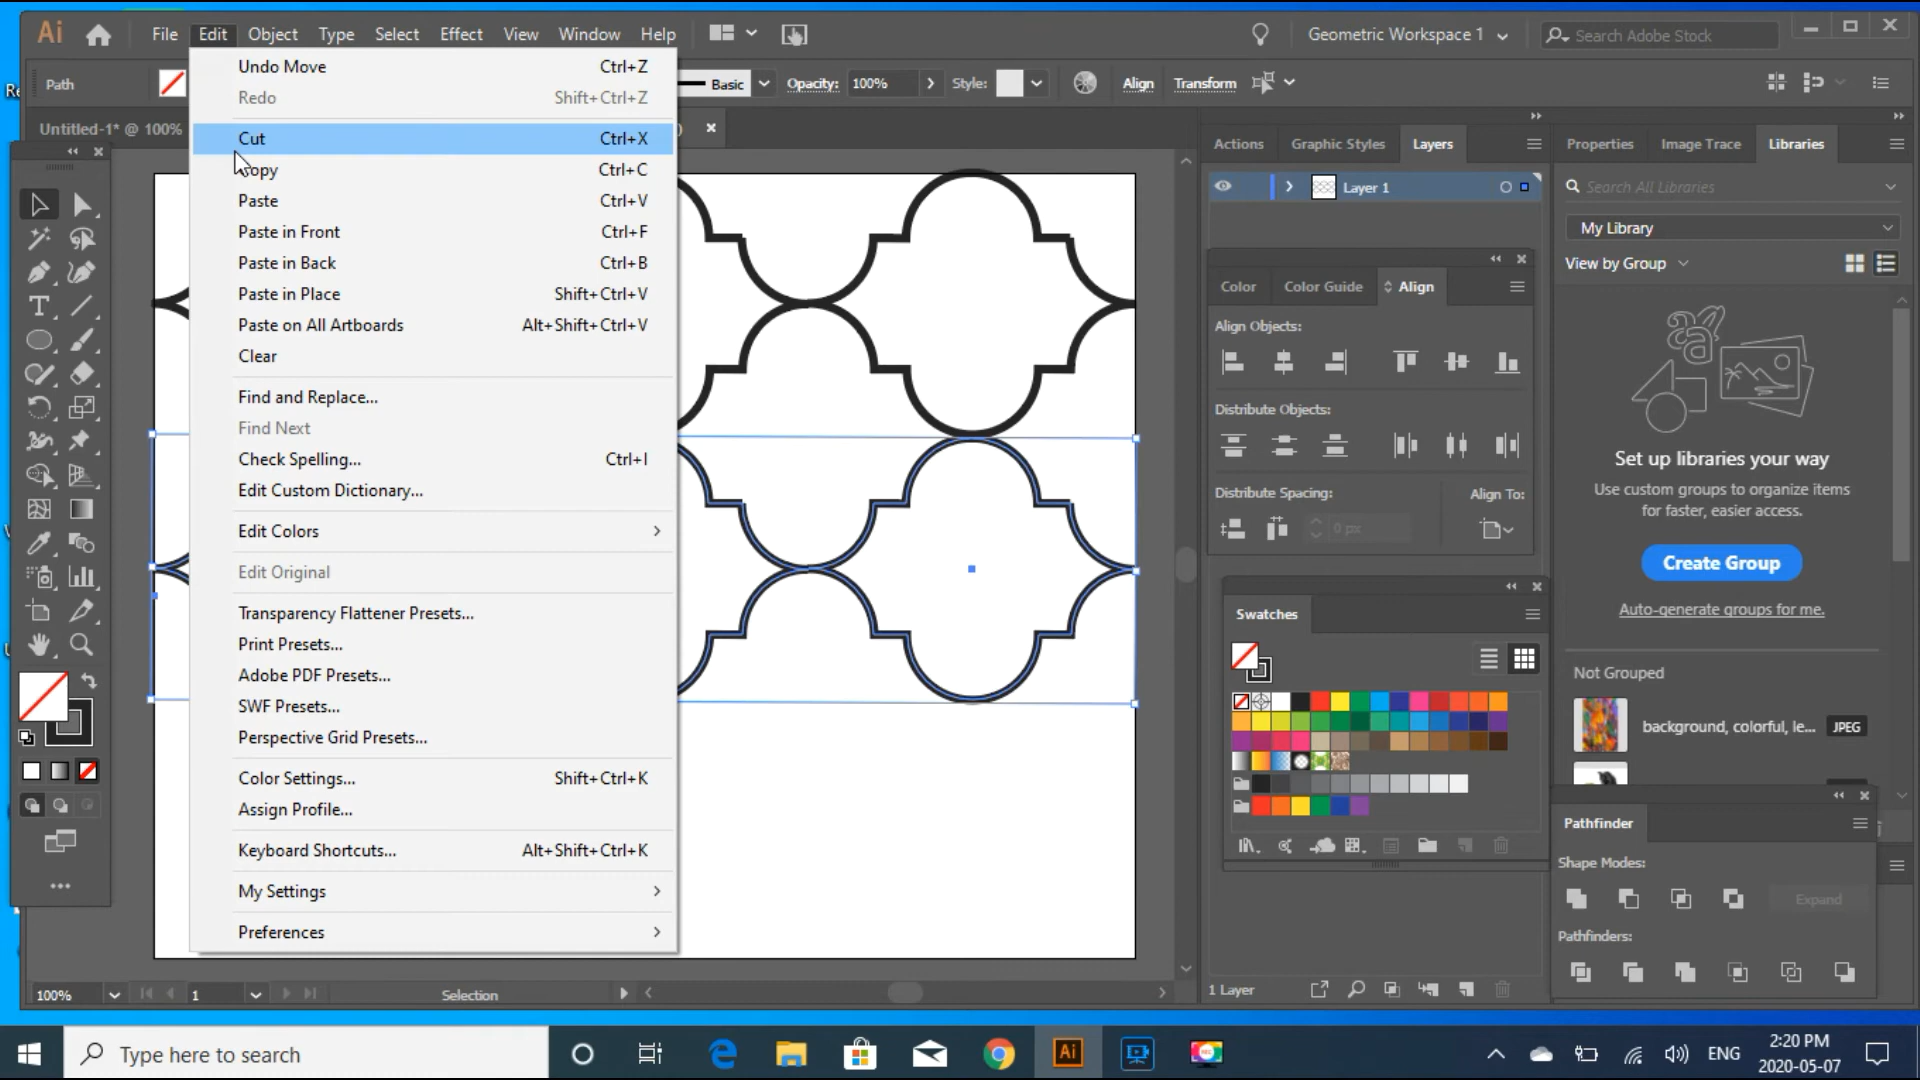 Ai File Edit Object Type Select Effect View Window Help Geometric Workspace 1 Search Adobe Stock
Path Basic Opacity: 100% Style: Align Transform
Untitled-1* @ 100%
Undo Move Ctrl+Z
Redo Shift+Ctrl+Z
Cut Ctrl+X
Copy Ctrl+C
Paste Ctrl+V
Paste in Front Ctrl+F
Paste in Back Ctrl+B
Paste in Place Shift+Ctrl+V
Paste on All Artboards Alt+Shift+Ctrl+V
Clear
Find and Replace...
Find Next
Check Spelling... Ctrl+I
Edit Custom Dictionary...
Edit Colors
Edit Original
Transparency Flattener Presets...
Print Presets...
Adobe PDF Presets...
SWF Presets...
Perspective Grid Presets...
Color Settings... Shift+Ctrl+K
Assign Profile...
Keyboard Shortcuts... Alt+Shift+Ctrl+K
My Settings
Preferences
100% 1 Selection
Actions Graphic Styles Layers
Layer 1
Color Color Guide Align
Align Objects:
Distribute Objects:
Distribute Spacing: Align To:
0 px
Swatches
1 Layer
Properties Image Trace Libraries
Search All Libraries
My Library
View by Group
Set up libraries your way
Use custom groups to organize items
for faster, easier access.
Create Group
Auto-generate groups for me.
Not Grouped
background, colorful, le... JPEG
Pathfinder
Shape Modes:
Expand
Pathfinders:
Type here to search
Ai
ENG
2:20 PM
2020-05-07